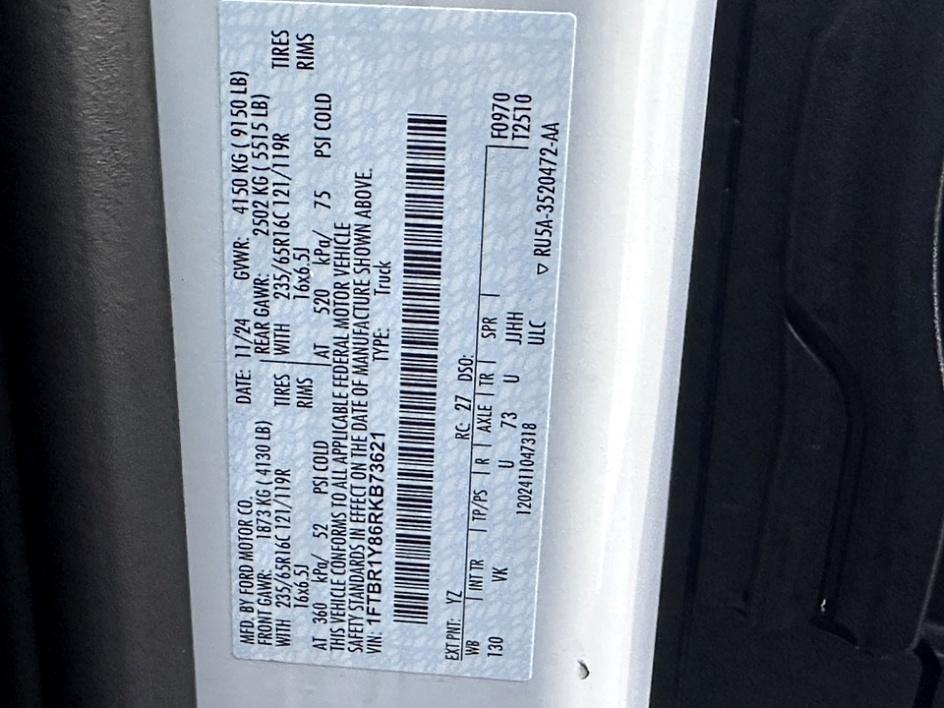 MFD. BY FORD MOTOR CO. DATE: 11/24 GVWR: 4150 KG ( 9150 LB)
FRONT GAWR: 1873 KG ( 4130 LB) REAR GAWR: 2502 KG ( 5515 LB)
WITH 235/65R16C 121/119R TIRES WITH 235/65R16C 121/119R TIRES
16x6.5J RIMS 16x6.5J RIMS
AT 360 kPa/ 52 PSI COLD AT 520 kPa/ 75 PSI COLD
THIS VEHICLE CONFORMS TO ALL APPLICABLE FEDERAL MOTOR VEHICLE
SAFETY STANDARDS IN EFFECT ON THE DATE OF MANUFACTURE SHOWN ABOVE.
VIN: 1FTBR1Y86RKB73621 TYPE: Truck
EXT PNT: YZ RC: 27 DSO:
WB INT TR TP/PS R AXLE TR SPR F0970
130 VK U 73 U JJHH T2510
1202411047318 ULC
▽ RU5A-3520472-AA